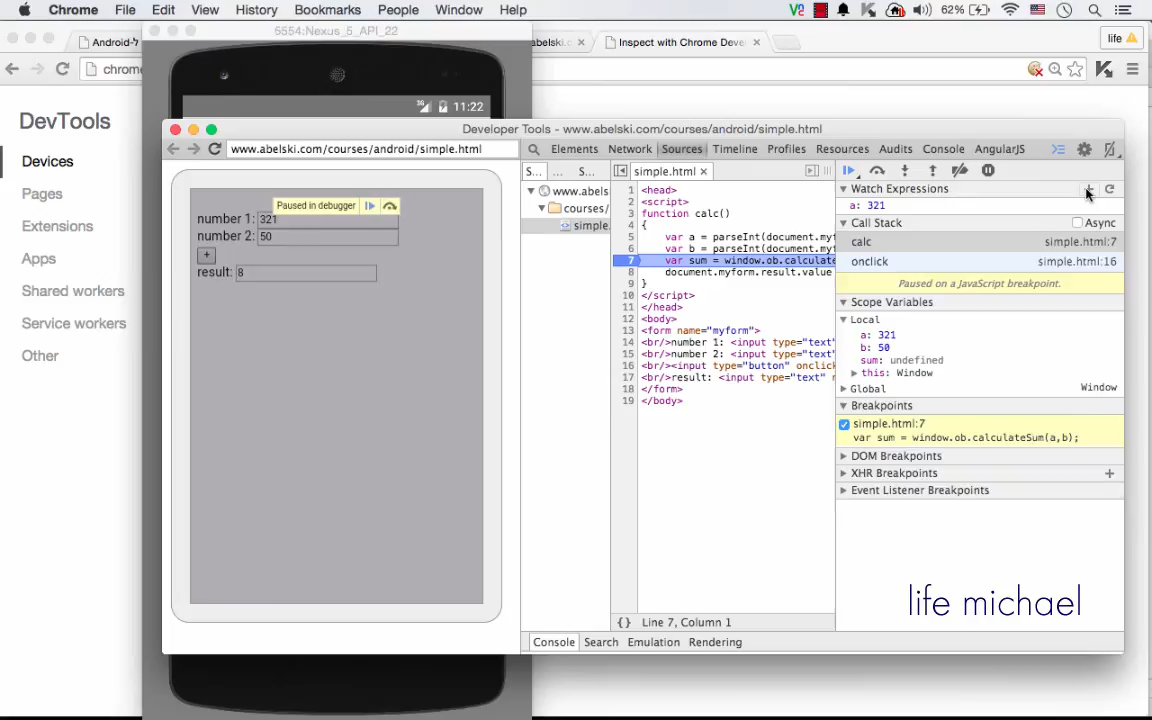 Chrome File Edit View History Bookmarks People Window Help 62%
5554:Nexus_5_API_22
Android-
abelski.c
Inspect with Chrome Deve
life
chrome
11:22
DevTools
Devices
Pages
Extensions
Apps
Shared workers
Service workers
Other
Developer Tools - www.abelski.com/courses/android/simple.html
www.abelski.com/courses/android/simple.html
Elements Network Sources Timeline Profiles Resources Audits Console AngularJS
S... ... S...
simple.html
www.abels
courses/
simple.
Paused in debugger
number 1: 321
number 2: 50
+
result: 8
1 <head>
2 <script>
3 function calc()
4 {
5 var a = parseInt(document.myf
6 var b = parseInt(document.myf
7 var sum = window.ob.calculate
8 document.myform.result.value
9 }
10 </script>
11 </head>
12 <body>
13 <form name="myform">
14 <br/>number 1: <input type="text"
15 <br/>number 2: <input type="text"
16 <br/><input type="button" onclick
17 <br/>result: <input type="text" n
18 </form>
19 </body>
Watch Expressions
a: 321
Call Stack Async
calc simple.html:7
onclick simple.html:16
Paused on a JavaScript breakpoint.
Scope Variables
Local
a: 321
b: 50
sum: undefined
this: Window
Global Window
Breakpoints
simple.html:7
var sum = window.ob.calculateSum(a,b);
DOM Breakpoints
XHR Breakpoints
Event Listener Breakpoints
life michael
{} Line 7, Column 1
Console Search Emulation Rendering